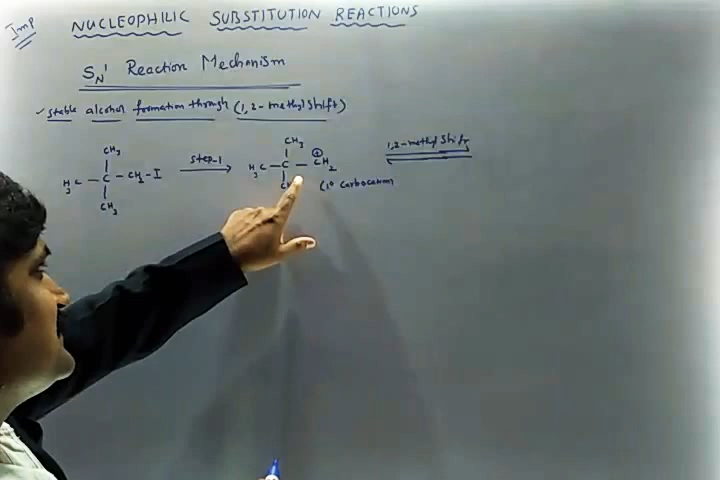 Imp
NUCLEOPHILIC SUBSTITUTION REACTIONS
SN1 Reaction Mechanism
✓ stable alcohol formation through (1,2-methyl shift)
CH3
H3C - C - CH2 - I
CH3
step-1
CH3
H3C - C - CH2
⊕
(1° Carbocation
1,2-methyl shift